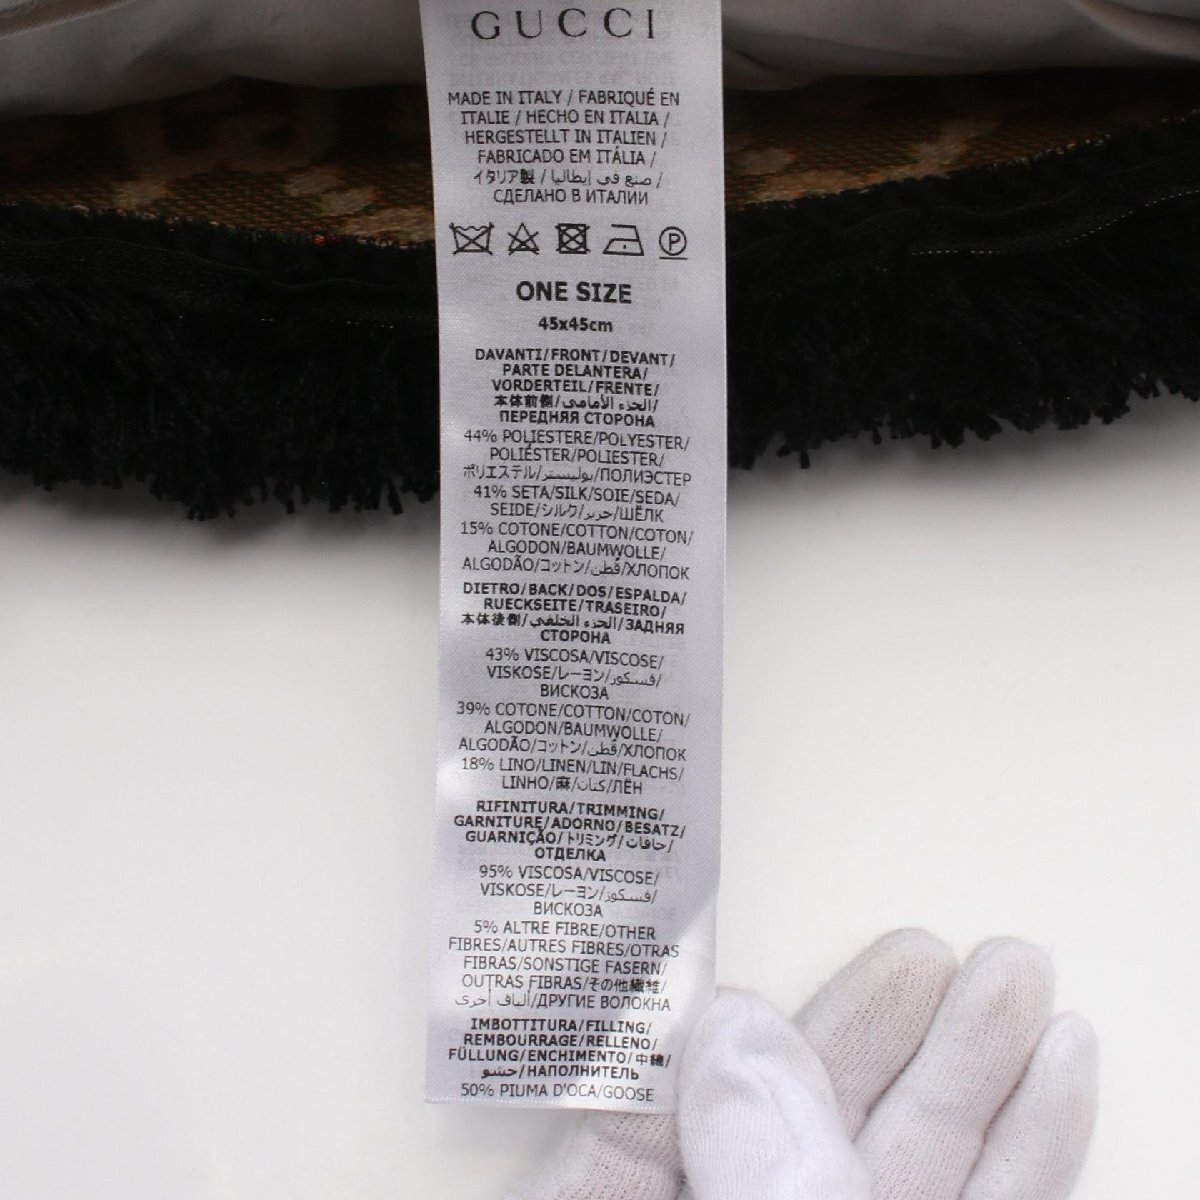 GUCCI
MADE IN ITALY / FABRIQUÉ EN
ITALIE / HECHO EN ITALIA /
HERGESTELLT IN ITALIEN /
FABRICADO EM ITÁLIA /
イタリア製 / صنع في إيطاليا /
СДЕЛАНО В ИТАЛИИ
P
ONE SIZE
45x45cm
DAVANTI/FRONT/DEVANT/
PARTE DELANTERA/
VORDERTEIL/FRENTE/
本体前側/الجزء الأمامي/
ПЕРЕДНЯЯ СТОРОНА
44% POLIESTERE/POLYESTER/
POLIÉSTER/POLIESTER/
ポリエステル/بوليستر/ПОЛИЭСТЕР
41% SETA/SILK/SOIE/SEDA/
SEIDE/シルク/حرير/ШЁЛК
15% COTONE/COTTON/COTON/
ALGODON/BAUMWOLLE/
ALGODÃO/コットン/قطن/ХЛОПОК
DIETRO/BACK/DOS/ESPALDA/
RUECKSEITE/TRASEIRO/
本体後側/الجزء الخلفي/ЗАДНЯЯ
СТОРОНА
43% VISCOSA/VISCOSE/
VISKOSE/レーヨン/فسكوز/
ВИСКОЗА
39% COTONE/COTTON/COTON/
ALGODON/BAUMWOLLE/
ALGODÃO/コットン/قطن/ХЛОПОК
18% LINO/LINEN/LIN/FLACHS/
LINHO/麻/كتان/ЛЁН
RIFINITURA/TRIMMING/
GARNITURE/ADORNO/BESATZ/
GUARNIÇÃO/トリミング/حافات/
ОТДЕЛКА
95% VISCOSA/VISCOSE/
VISKOSE/レーヨン/فسكوز/
ВИСКОЗА
5% ALTRE FIBRE/OTHER
FIBRES/AUTRES FIBRES/OTRAS
FIBRAS/SONSTIGE FASERN/
OUTRAS FIBRAS/その他繊維/
ألياف أخرى/ДРУГИЕ ВОЛОКНА
IMBOTTITURA/FILLING/
REMBOURRAGE/RELLENO/
FÜLLUNG/ENCHIMENTO/中綿/
حشو/НАПОЛНИТЕЛЬ
50% PIUMA D'OCA/GOOSE